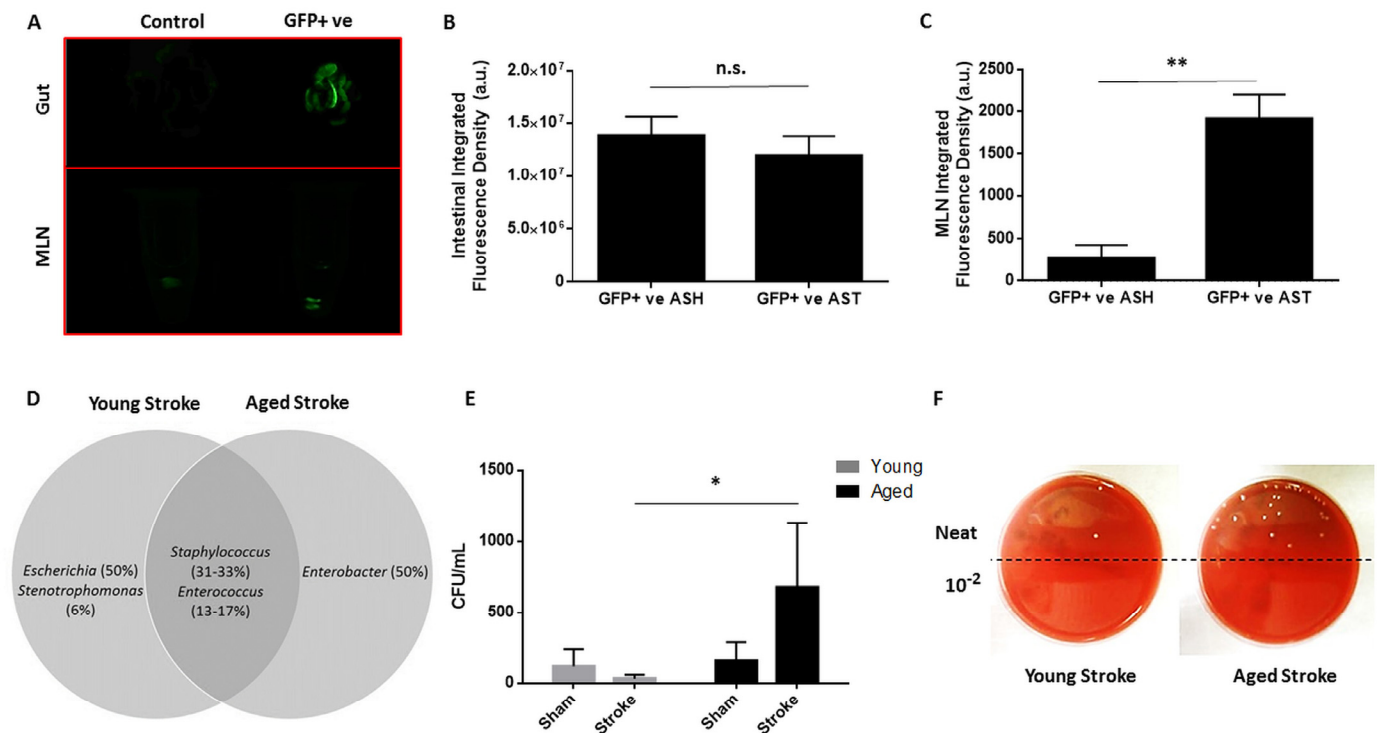 A
Control
GFP+ ve
Gut
MLN
B
n.s.
2.0×10⁷
1.5×10⁷
1.0×10⁷
5.0×10⁶
0
Intestinal Integrated
Fluorescence Density (a.u.)
GFP+ ve ASH
GFP+ ve AST
C
**
2500
2000
1500
1000
500
0
MLN Integrated
Fluorescence Density (a.u.)
GFP+ ve ASH
GFP+ ve AST
D
Young Stroke
Aged Stroke
Escherichia (50%)
Stenotrophomonas
(6%)
Staphylococcus
(31-33%)
Enterococcus
(13-17%)
Enterobacter (50%)
E
Young
Aged
*
1500
1000
500
0
CFU/mL
Sham
Stroke
Sham
Stroke
F
Neat
10⁻²
Young Stroke
Aged Stroke